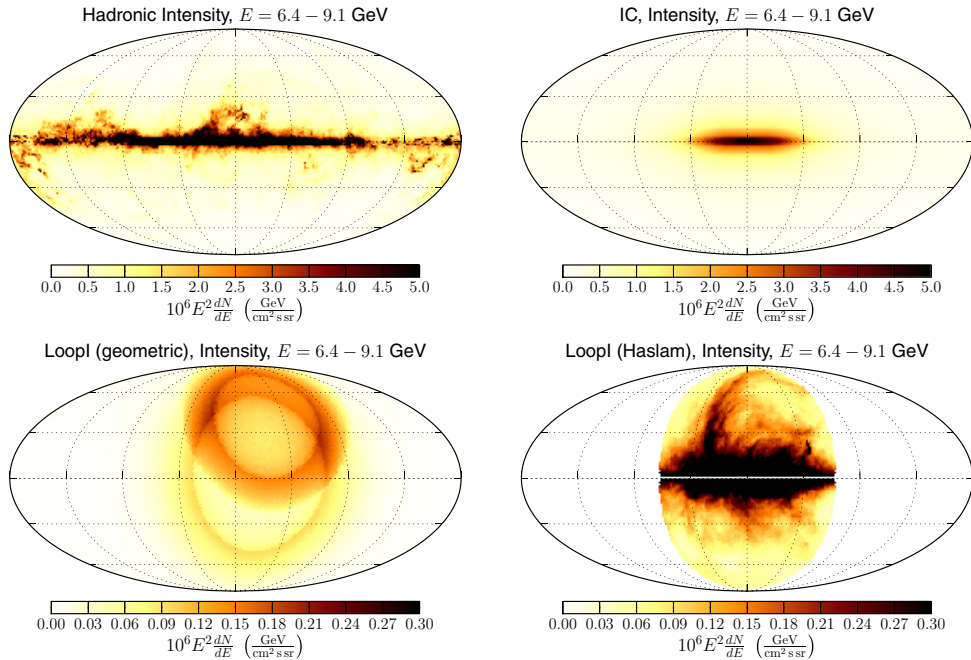 Hadronic Intensity, E = 6.4 − 9.1 GeV
IC, Intensity, E = 6.4 − 9.1 GeV
0.0 0.5 1.0 1.5 2.0 2.5 3.0 3.5 4.0 4.5 5.0
10^6 E^2 dN/dE (GeV/cm^2 s sr)
0.0 0.5 1.0 1.5 2.0 2.5 3.0 3.5 4.0 4.5 5.0
10^6 E^2 dN/dE (GeV/cm^2 s sr)
LoopI (geometric), Intensity, E = 6.4 − 9.1 GeV
LoopI (Haslam), Intensity, E = 6.4 − 9.1 GeV
0.00 0.03 0.06 0.09 0.12 0.15 0.18 0.21 0.24 0.27 0.30
10^6 E^2 dN/dE (GeV/cm^2 s sr)
0.00 0.03 0.06 0.09 0.12 0.15 0.18 0.21 0.24 0.27 0.30
10^6 E^2 dN/dE (GeV/cm^2 s sr)